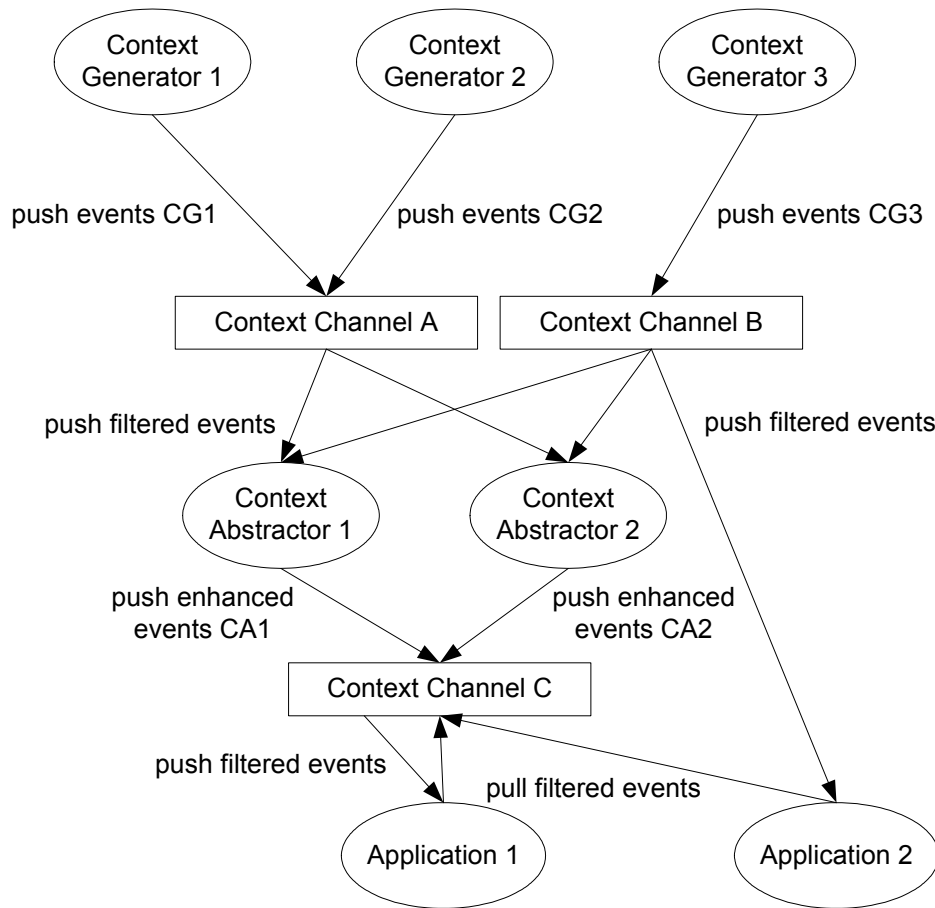 Context
Generator 1
Context
Generator 2
Context
Generator 3
push events CG1
push events CG2
push events CG3
Context Channel A
Context Channel B
push filtered events
push filtered events
Context
Abstractor 1
Context
Abstractor 2
push enhanced
events CA1
push enhanced
events CA2
Context Channel C
push filtered events
pull filtered events
Application 1
Application 2